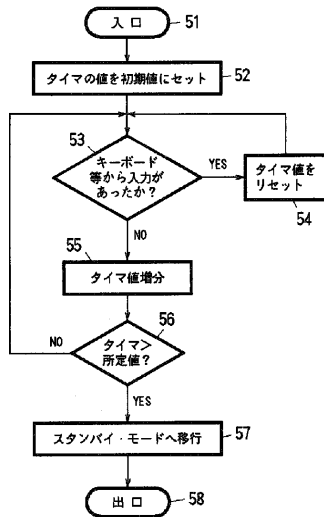 入 口
51
タイマの値を初期値にセット
52
53
キーボード
等から入力が
あったか?
YES
タイマ値を
リセット
54
NO
55
タイマ値増分
56
タイマ>
所定値?
NO
YES
スタンバイ・モードへ移行
57
出 口
58